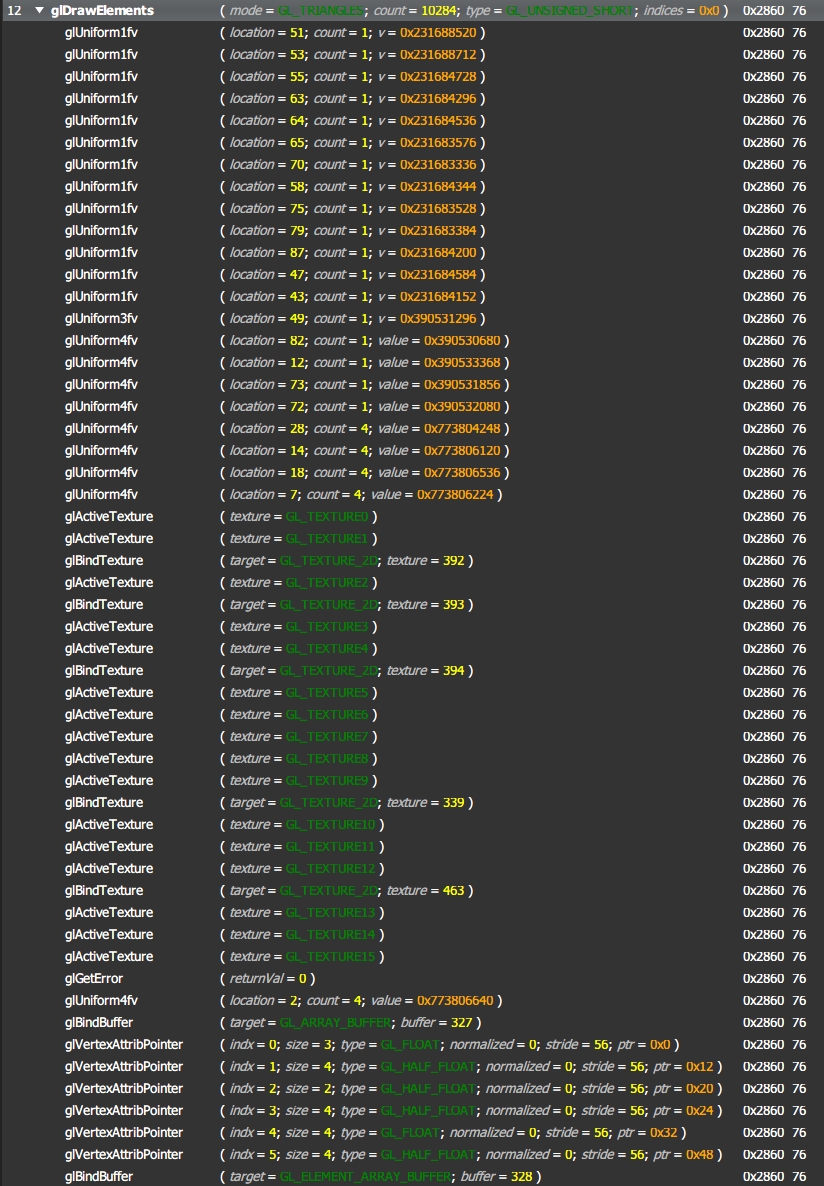 12 ▼ glDrawElements ( mode = GL_TRIANGLES; count = 10284; type = GL_UNSIGNED_SHORT; indices = 0x0 ) 0x2860 76
glUniform1fv ( location = 51; count = 1; v = 0x231688520 ) 0x2860 76
glUniform1fv ( location = 53; count = 1; v = 0x231688712 ) 0x2860 76
glUniform1fv ( location = 55; count = 1; v = 0x231684728 ) 0x2860 76
glUniform1fv ( location = 63; count = 1; v = 0x231684296 ) 0x2860 76
glUniform1fv ( location = 64; count = 1; v = 0x231684536 ) 0x2860 76
glUniform1fv ( location = 65; count = 1; v = 0x231683576 ) 0x2860 76
glUniform1fv ( location = 70; count = 1; v = 0x231683336 ) 0x2860 76
glUniform1fv ( location = 58; count = 1; v = 0x231684344 ) 0x2860 76
glUniform1fv ( location = 75; count = 1; v = 0x231683528 ) 0x2860 76
glUniform1fv ( location = 79; count = 1; v = 0x231683384 ) 0x2860 76
glUniform1fv ( location = 87; count = 1; v = 0x231684200 ) 0x2860 76
glUniform1fv ( location = 47; count = 1; v = 0x231684584 ) 0x2860 76
glUniform1fv ( location = 43; count = 1; v = 0x231684152 ) 0x2860 76
glUniform3fv ( location = 49; count = 1; v = 0x390531296 ) 0x2860 76
glUniform4fv ( location = 82; count = 1; value = 0x390530680 ) 0x2860 76
glUniform4fv ( location = 12; count = 1; value = 0x390533368 ) 0x2860 76
glUniform4fv ( location = 73; count = 1; value = 0x390531856 ) 0x2860 76
glUniform4fv ( location = 72; count = 1; value = 0x390532080 ) 0x2860 76
glUniform4fv ( location = 28; count = 4; value = 0x773804248 ) 0x2860 76
glUniform4fv ( location = 14; count = 4; value = 0x773806120 ) 0x2860 76
glUniform4fv ( location = 18; count = 4; value = 0x773806536 ) 0x2860 76
glUniform4fv ( location = 7; count = 4; value = 0x773806224 ) 0x2860 76
glActiveTexture ( texture = GL_TEXTURE0 ) 0x2860 76
glActiveTexture ( texture = GL_TEXTURE1 ) 0x2860 76
glBindTexture ( target = GL_TEXTURE_2D; texture = 392 ) 0x2860 76
glActiveTexture ( texture = GL_TEXTURE2 ) 0x2860 76
glBindTexture ( target = GL_TEXTURE_2D; texture = 393 ) 0x2860 76
glActiveTexture ( texture = GL_TEXTURE3 ) 0x2860 76
glActiveTexture ( texture = GL_TEXTURE4 ) 0x2860 76
glBindTexture ( target = GL_TEXTURE_2D; texture = 394 ) 0x2860 76
glActiveTexture ( texture = GL_TEXTURE5 ) 0x2860 76
glActiveTexture ( texture = GL_TEXTURE6 ) 0x2860 76
glActiveTexture ( texture = GL_TEXTURE7 ) 0x2860 76
glActiveTexture ( texture = GL_TEXTURE8 ) 0x2860 76
glActiveTexture ( texture = GL_TEXTURE9 ) 0x2860 76
glBindTexture ( target = GL_TEXTURE_2D; texture = 339 ) 0x2860 76
glActiveTexture ( texture = GL_TEXTURE10 ) 0x2860 76
glActiveTexture ( texture = GL_TEXTURE11 ) 0x2860 76
glActiveTexture ( texture = GL_TEXTURE12 ) 0x2860 76
glBindTexture ( target = GL_TEXTURE_2D; texture = 463 ) 0x2860 76
glActiveTexture ( texture = GL_TEXTURE13 ) 0x2860 76
glActiveTexture ( texture = GL_TEXTURE14 ) 0x2860 76
glActiveTexture ( texture = GL_TEXTURE15 ) 0x2860 76
glGetError ( returnVal = 0 ) 0x2860 76
glUniform4fv ( location = 2; count = 4; value = 0x773806640 ) 0x2860 76
glBindBuffer ( target = GL_ARRAY_BUFFER; buffer = 327 ) 0x2860 76
glVertexAttribPointer ( indx = 0; size = 3; type = GL_FLOAT; normalized = 0; stride = 56; ptr = 0x0 ) 0x2860 76
glVertexAttribPointer ( indx = 1; size = 4; type = GL_HALF_FLOAT; normalized = 0; stride = 56; ptr = 0x12 ) 0x2860 76
glVertexAttribPointer ( indx = 2; size = 2; type = GL_HALF_FLOAT; normalized = 0; stride = 56; ptr = 0x20 ) 0x2860 76
glVertexAttribPointer ( indx = 3; size = 4; type = GL_HALF_FLOAT; normalized = 0; stride = 56; ptr = 0x24 ) 0x2860 76
glVertexAttribPointer ( indx = 4; size = 4; type = GL_FLOAT; normalized = 0; stride = 56; ptr = 0x32 ) 0x2860 76
glVertexAttribPointer ( indx = 5; size = 4; type = GL_HALF_FLOAT; normalized = 0; stride = 56; ptr = 0x48 ) 0x2860 76
glBindBuffer ( target = GL_ELEMENT_ARRAY_BUFFER; buffer = 328 ) 0x2860 76